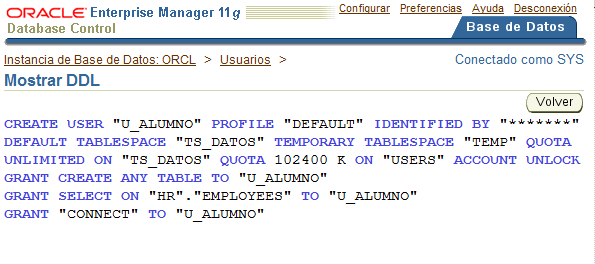 ORACLE Enterprise Manager 11g
Database Control
Configurar Preferencias Ayuda Desconexión
Base de Datos
Instancia de Base de Datos: ORCL > Usuarios >
Conectado como SYS
Mostrar DDL
Volver
CREATE USER "U_ALUMNO" PROFILE "DEFAULT" IDENTIFIED BY "*******"
DEFAULT TABLESPACE "TS_DATOS" TEMPORARY TABLESPACE "TEMP" QUOTA
UNLIMITED ON "TS_DATOS" QUOTA 102400 K ON "USERS" ACCOUNT UNLOCK
GRANT CREATE ANY TABLE TO "U_ALUMNO"
GRANT SELECT ON "HR"."EMPLOYEES" TO "U_ALUMNO"
GRANT "CONNECT" TO "U_ALUMNO"